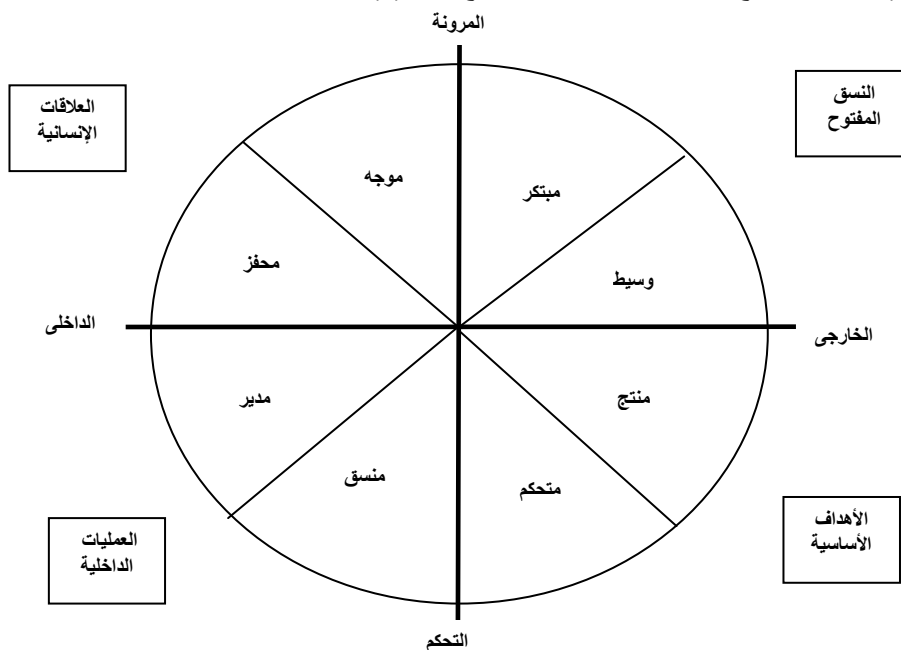 المرونة
النسق
المفتوح
العلاقات
الإنسانية
موجه
مبتكر
محفز
وسيط
الداخلى
الخارجى
مدير
منتج
منسق
متحكم
الأهداف
الأساسية
العمليات
الداخلية
التحكم